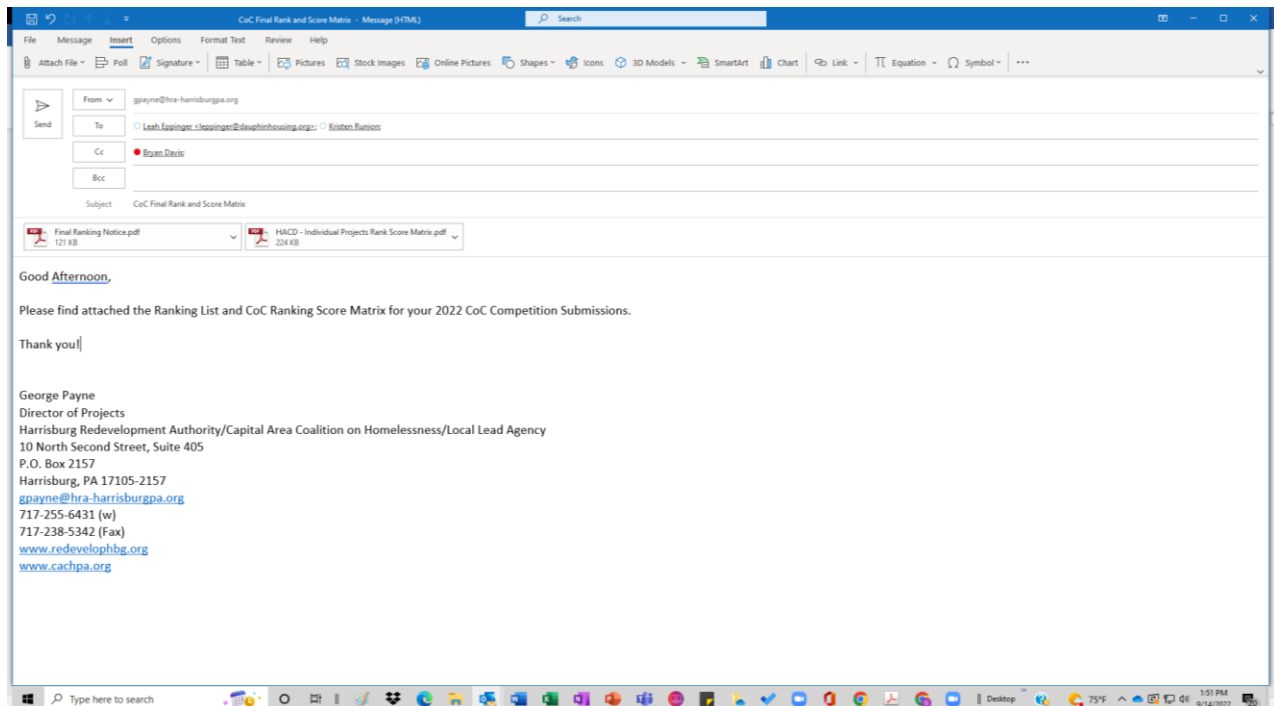 CoC Final Rank and Score Matrix - Message (HTML)
Search
File Message Insert Options Format Text Review Help
Attach File Poll Signature Table Pictures Stock Images Online Pictures Shapes Icons 3D Models SmartArt Chart Link Equation Symbol
Send
From
gpayne@hra-harrisburgpa.org
To
Leah Eppinger <leppinger@dauphinhousing.org>; Kristen Runion;
Cc
Bryan Davis;
Bcc
Subject
CoC Final Rank and Score Matrix
Final Ranking Notice.pdf
121 KB
HACD - Individual Projects Rank Score Matrix.pdf
224 KB
Good Afternoon,
Please find attached the Ranking List and CoC Ranking Score Matrix for your 2022 CoC Competition Submissions.
Thank you!
George Payne
Director of Projects
Harrisburg Redevelopment Authority/Capital Area Coalition on Homelessness/Local Lead Agency
10 North Second Street, Suite 405
P.O. Box 2157
Harrisburg, PA 17105-2157
gpayne@hra-harrisburgpa.org
717-255-6431 (w)
717-238-5342 (Fax)
www.redevelophbg.org
www.cachpa.org
Type here to search
Desktop
75°F
1:51 PM
9/14/2022